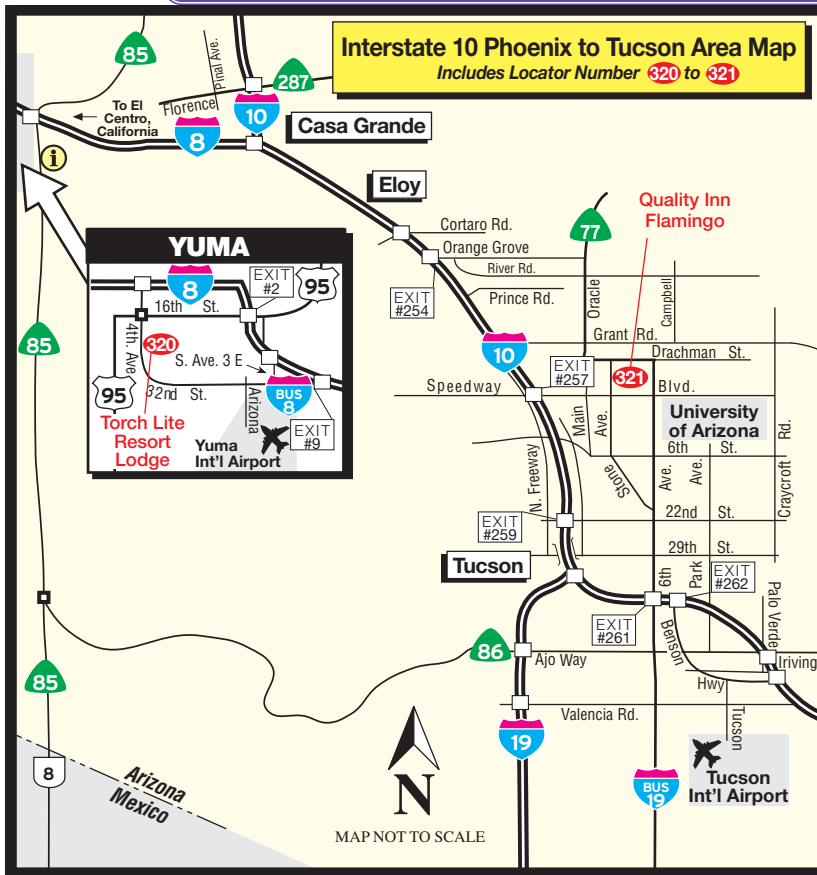 Interstate 10 Phoenix to Tucson Area Map
Includes Locator Number 320 to 321
85
Pinal Ave.
287
Florence
To El
Centro,
California
8
10
Casa Grande
i
Eloy
Quality Inn
Flamingo
77
Cortaro Rd.
Orange Grove
River Rd.
EXIT
#254
Prince Rd.
Oracle
Campbell
Grant Rd.
Drachman St.
10
EXIT
#257
321
Speedway
Blvd.
University
of Arizona
Main
Ave.
6th St.
Stone
N. Freeway
Ave.
Ave.
Rd.
Craycroft
EXIT
#259
22nd St.
29th St.
Tucson
6th
Park
EXIT
#262
EXIT
#261
Palo Verde
Benson
86
Ajo Way
Iriving
Hwy
Valencia Rd.
Tucson
19
BUS
19
Tucson
Int'l Airport
YUMA
8
EXIT
#2
95
16th St.
4th. Ave
320
S. Ave. 3 E
95
32nd St.
BUS
8
Arizona
EXIT
#9
Torch Lite
Resort
Lodge
Yuma
Int'l Airport
85
85
8
Arizona
Mexico
N
MAP NOT TO SCALE